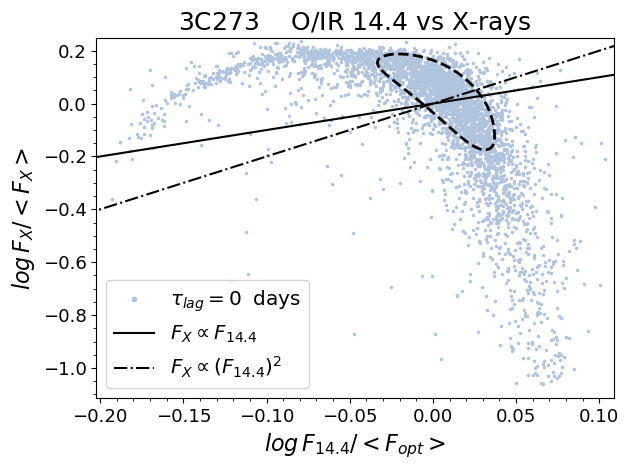 3C273 O/IR 14.4 vs X-rays
0.2
0.0
−0.2
−0.4
−0.6
−0.8
−1.0
log F_X/ < F_X >
τ_lag = 0 days
F_X ∝ F_14.4
F_X ∝ (F_14.4)^2
−0.20 −0.15 −0.10 −0.05 0.00 0.05 0.10
log F_14.4/ < F_opt >